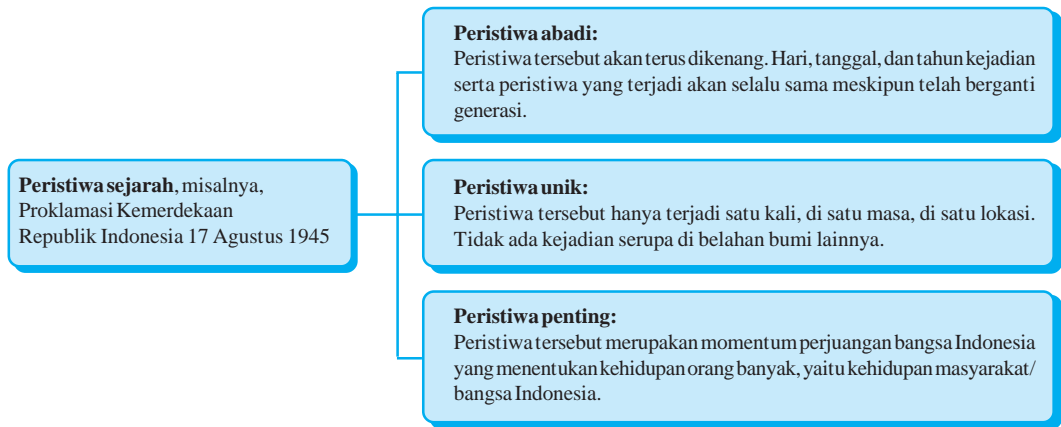 Peristiwa abadi:
Peristiwa tersebut akan terus dikenang. Hari, tanggal, dan tahun kejadian
serta peristiwa yang terjadi akan selalu sama meskipun telah berganti
generasi.
Peristiwa sejarah, misalnya,
Proklamasi Kemerdekaan
Republik Indonesia 17 Agustus 1945
Peristiwa unik:
Peristiwa tersebut hanya terjadi satu kali, di satu masa, di satu lokasi.
Tidak ada kejadian serupa di belahan bumi lainnya.
Peristiwa penting:
Peristiwa tersebut merupakan momentum perjuangan bangsa Indonesia
yang menentukan kehidupan orang banyak, yaitu kehidupan masyarakat/
bangsa Indonesia.